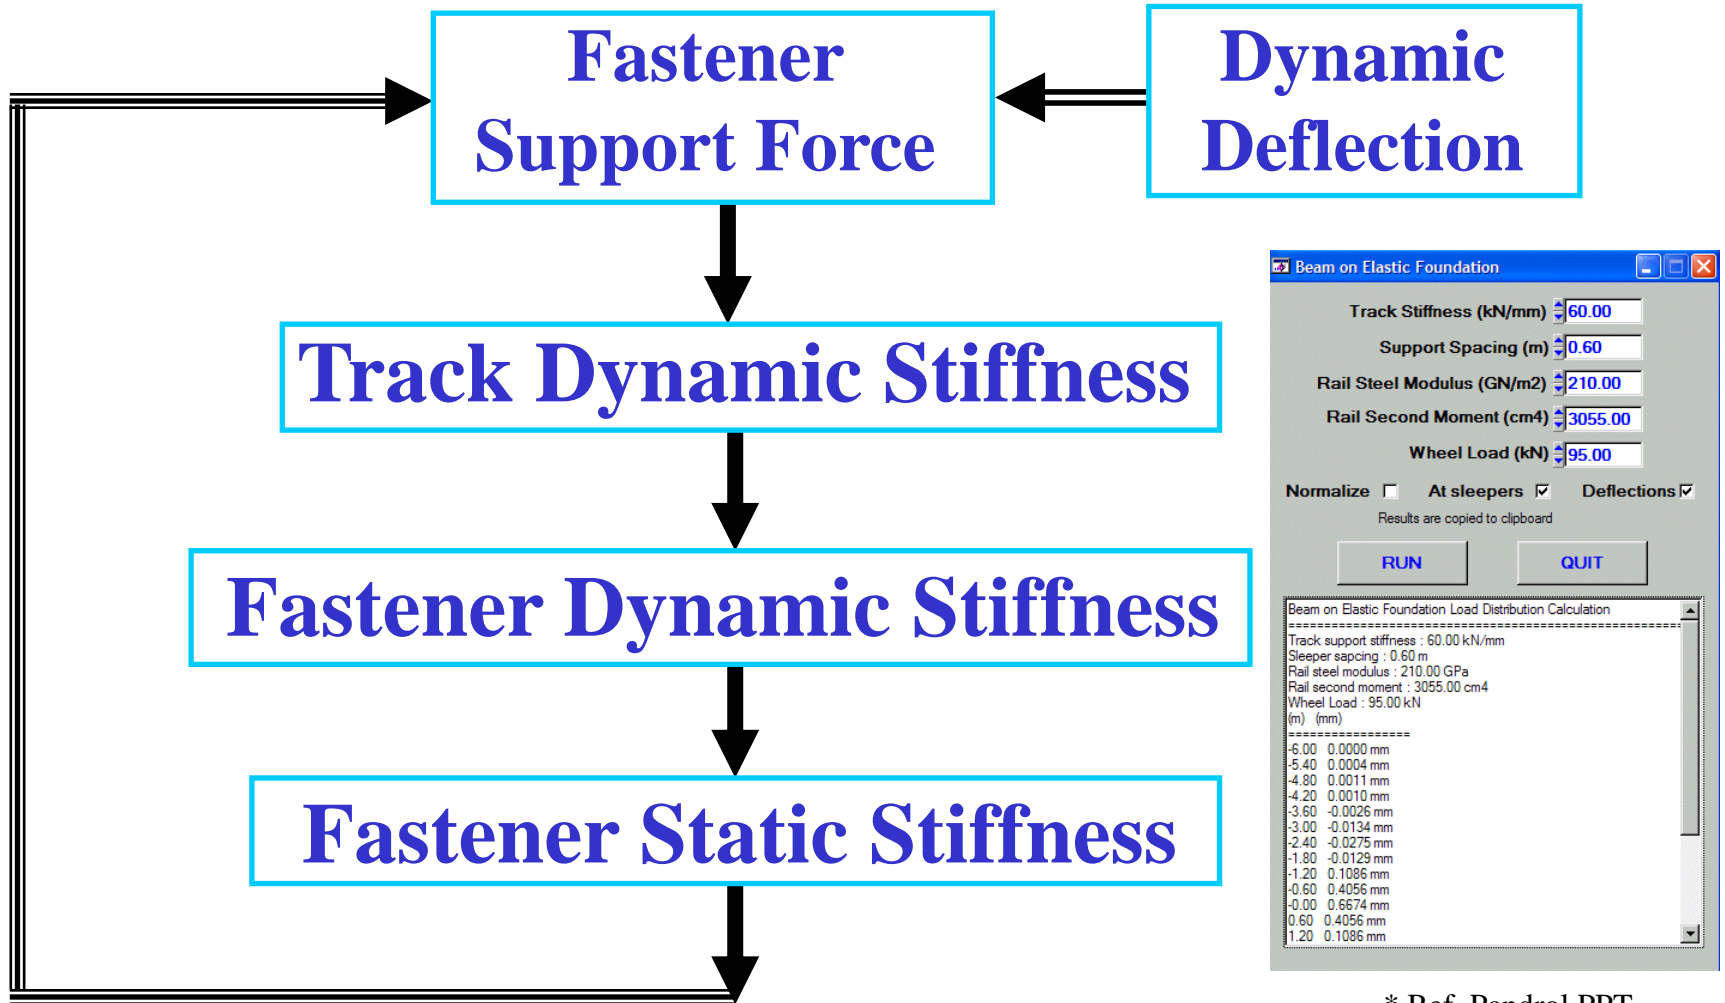 Fastener
Support Force
Dynamic
Deflection
Track Dynamic Stiffness
Fastener Dynamic Stiffness
Fastener Static Stiffness
Beam on Elastic Foundation
Track Stiffness (kN/mm) 60.00
Support Spacing (m) 0.60
Rail Steel Modulus (GN/m2) 210.00
Rail Second Moment (cm4) 3055.00
Wheel Load (kN) 95.00
Normalize At sleepers Deflections
Results are copied to clipboard
RUN QUIT
Beam on Elastic Foundation Load Distribution Calculation
=======================================================
Track support stiffness : 60.00 kN/mm
Sleeper sapcing : 0.60 m
Rail steel modulus : 210.00 GPa
Rail second moment : 3055.00 cm4
Wheel Load : 95.00 kN
(m) (mm)
=================
-6.00 0.0000 mm
-5.40 0.0004 mm
-4.80 0.0011 mm
-4.20 0.0010 mm
-3.60 -0.0026 mm
-3.00 -0.0134 mm
-2.40 -0.0275 mm
-1.80 -0.0129 mm
-1.20 0.1086 mm
-0.60 0.4056 mm
-0.00 0.6674 mm
0.60 0.4056 mm
1.20 0.1086 mm
* Ref. Pandrol PPT